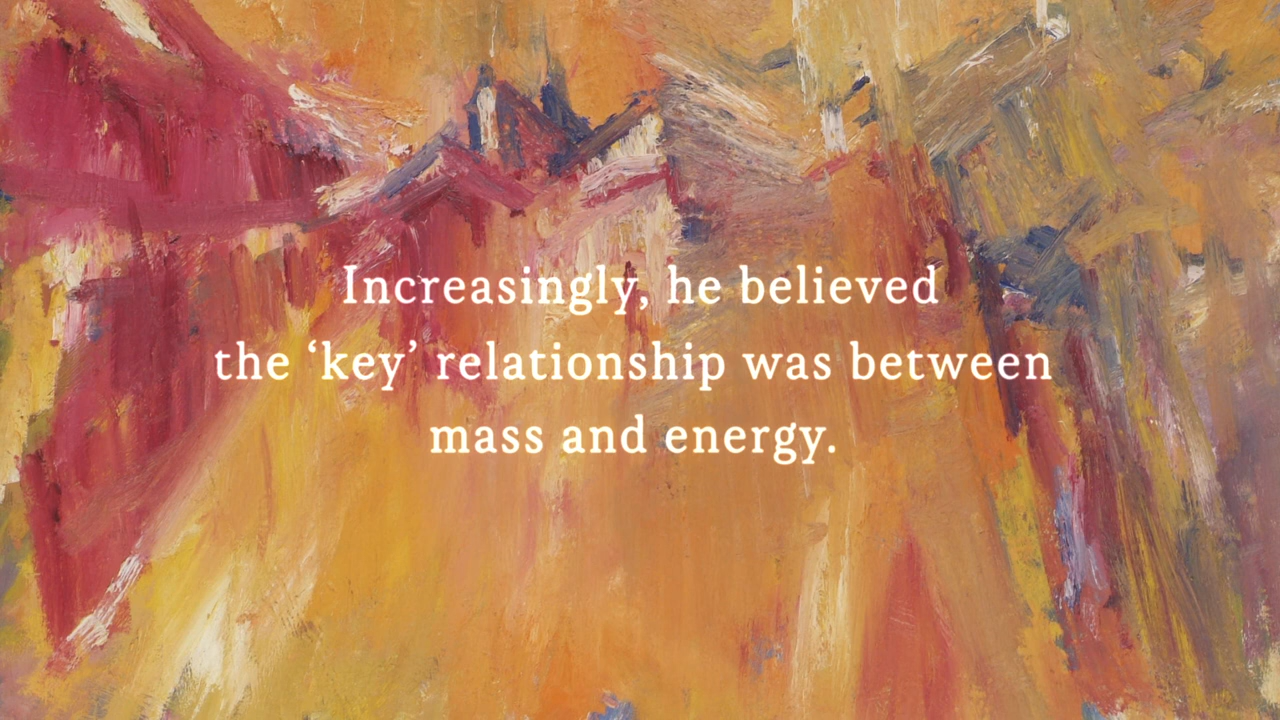 Increasingly, he believed
the ‘key’ relationship was between
mass and energy.